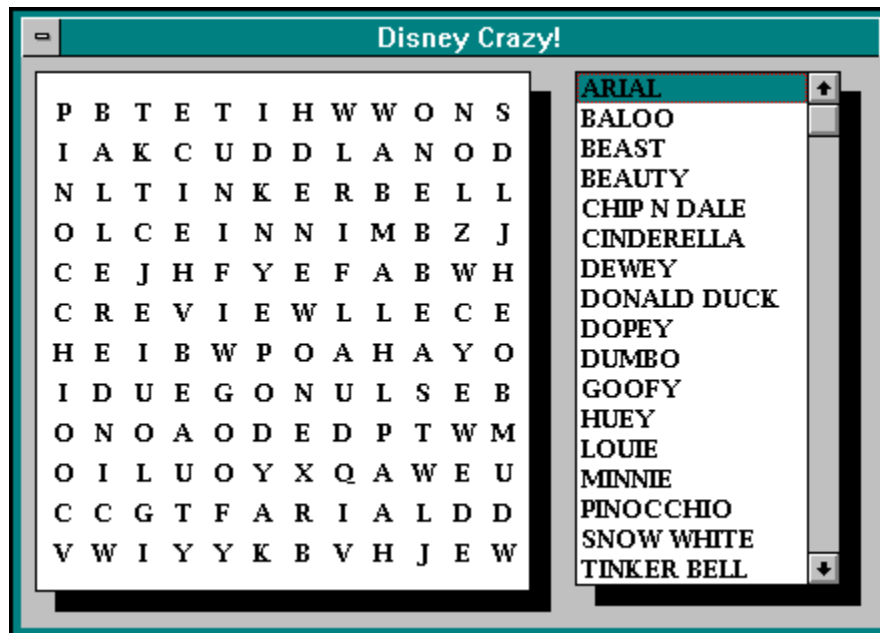 Disney Crazy!
P B T E T I H W W O N S
I A K C U D D L A N O D
N L T I N K E R B E L L
O L C E I N N I M B Z J
C E J H F Y E F A B W H
C R E V I E W L L E C E
H E I B W P O A H A Y O
I D U E G O N U L S E B
O N O A O D E D P T W M
O I L U O Y X Q A W E U
C C G T F A R I A L D D
V W I Y Y K B V H J E W
ARIAL
BALOO
BEAST
BEAUTY
CHIP N DALE
CINDERELLA
DEWEY
DONALD DUCK
DOPEY
DUMBO
GOOFY
HUEY
LOUIE
MINNIE
PINOCCHIO
SNOW WHITE
TINKER BELL